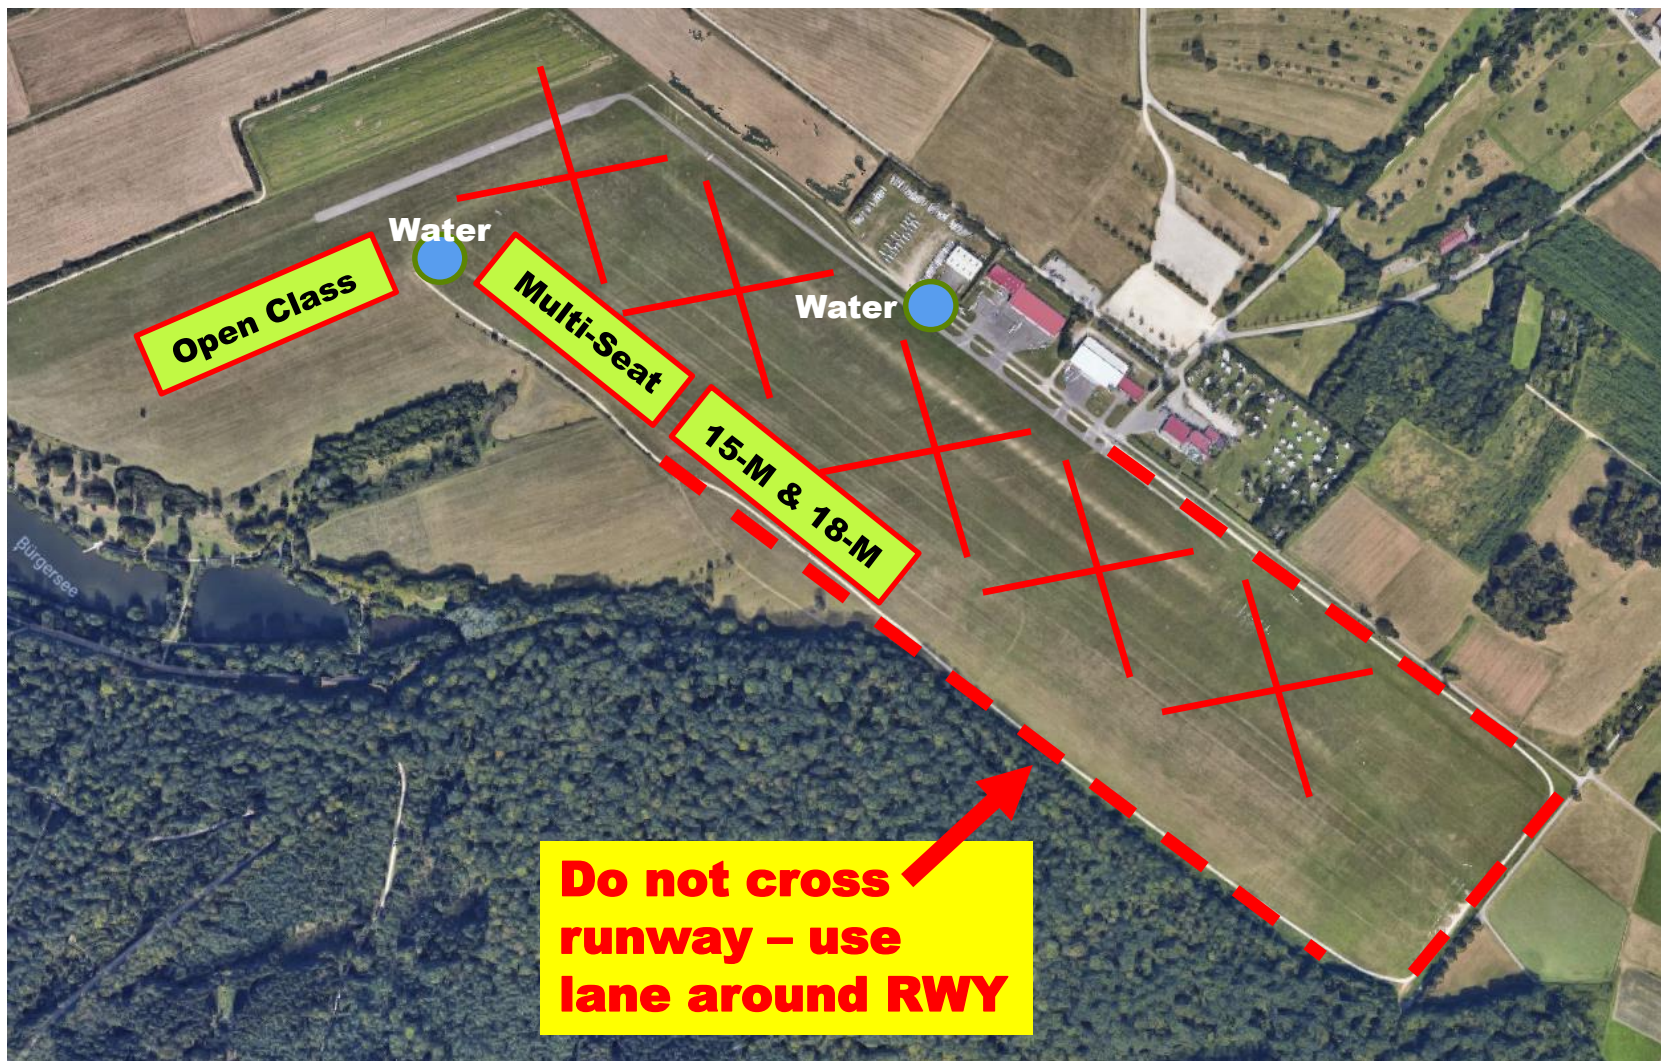 Water
Open Class
Multi-Seat
Water
15-M & 18-M
Bürgersee
Do not cross
runway – use
lane around RWY